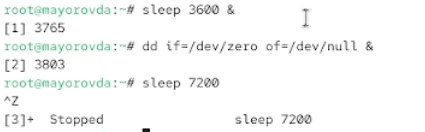 root@mayorovda:~# sleep 3600 &
[1] 3765
root@mayorovda:~# dd if=/dev/zero of=/dev/null &
[2] 3803
root@mayorovda:~# sleep 7200
^Z
[3]+  Stopped                 sleep 7200